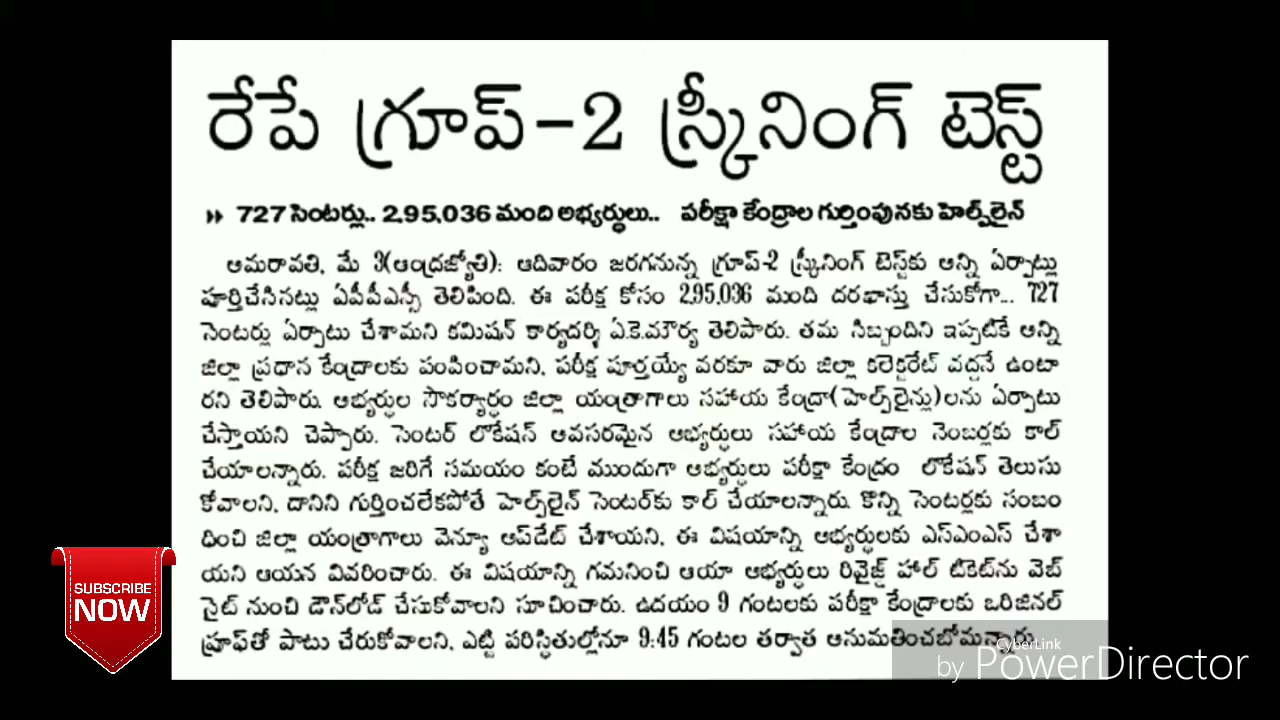 రేపే గ్రూప్-2 స్క్రీనింగ్ టెస్ట్
727 సెంటర్లు.. 2,95,036 మంది అభ్యర్థులు.. పరీక్షా కేంద్రాల గుర్తింపునకు హెల్ప్‌లైన్
అమరావతి, మే 3(ఆంధ్రజ్యోతి): ఆదివారం జరగనున్న గ్రూప్-2 స్క్రీనింగ్ టెస్ట్‌కు అన్ని ఏర్పాట్లు
పూర్తిచేసినట్లు ఏపీపీఎస్సీ తెలిపింది. ఈ పరీక్ష కోసం 2,95,036 మంది దరఖాస్తు చేసుకోగా... 727
సెంటర్లు ఏర్పాటు చేశామని కమిషన్ కార్యదర్శి ఏ.కె.మౌర్య తెలిపారు. తమ సిబ్బందిని ఇప్పటికే అన్ని
జిల్లా ప్రధాన కేంద్రాలకు పంపించామని, పరీక్ష పూర్తయ్యే వరకూ వారు జిల్లా కలెక్టరేట్ వద్దనే ఉంటా
రని తెలిపారు. అభ్యర్థుల సౌకర్యార్థం జిల్లా యంత్రాగాలు సహాయ కేంద్రా(హెల్ప్‌లైన్లు)లను ఏర్పాటు
చేస్తాయని చెప్పారు. సెంటర్ లొకేషన్ అవసరమైన అభ్యర్థులు సహాయ కేంద్రాల నెంబర్లకు కాల్
చేయాలన్నారు. పరీక్ష జరిగే సమయం కంటే ముందుగా అభ్యర్థులు పరీక్షా కేంద్రం లొకేషన్ తెలుసు
కోవాలని, దానిని గుర్తించలేకపోతే హెల్ప్‌లైన్ సెంటర్‌కు కాల్ చేయాలన్నారు. కొన్ని సెంటర్లకు సంబం
ధించి జిల్లా యంత్రాగాలు వెన్యూ అప్‌డేట్ చేశాయని, ఈ విషయాన్ని అభ్యర్థులకు ఎస్ఎంఎస్ చేశా
యని ఆయన వివరించారు. ఈ విషయాన్ని గమనించి ఆయా అభ్యర్థులు రివైజ్డ్ హాల్ టికెట్‌ను వెబ్
సైట్ నుంచి డౌన్‌లోడ్ చేసుకోవాలని సూచించారు. ఉదయం 9 గంటలకు పరీక్షా కేంద్రాలకు ఒరిజినల్
ప్రూఫ్‌తో పాటు చేరుకోవాలని, ఎట్టి పరిస్థితుల్లోనూ 9:45 గంటల తర్వాత అనుమతించబోమన్నారు.
SUBSCRIBE
NOW
CyberLink
by PowerDirector